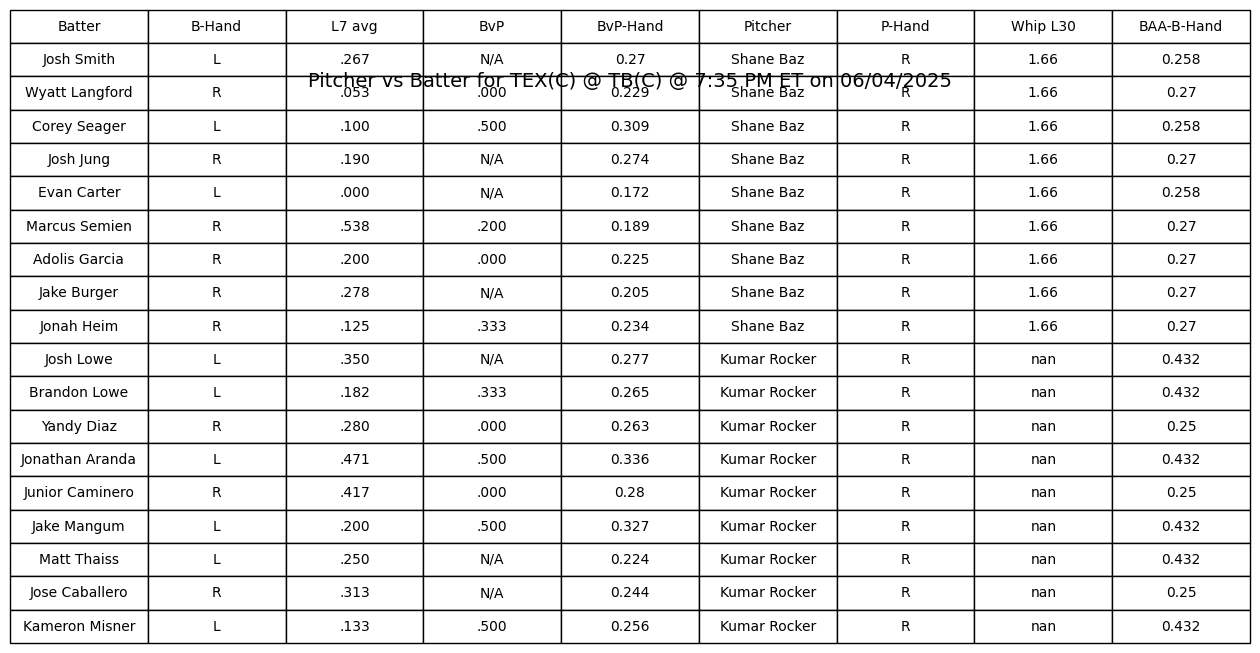 Batter B-Hand L7 avg BvP BvP-Hand Pitcher P-Hand Whip L30 BAA-B-Hand
Josh Smith L .267 N/A 0.27 Shane Baz R 1.66 0.258
Pitcher vs Batter for TEX(C) @ TB(C) @ 7:35 PM ET on 06/04/2025
Wyatt Langford R .053 .000 0.229 Shane Baz R 1.66 0.27
Corey Seager L .100 .500 0.309 Shane Baz R 1.66 0.258
Josh Jung R .190 N/A 0.274 Shane Baz R 1.66 0.27
Evan Carter L .000 N/A 0.172 Shane Baz R 1.66 0.258
Marcus Semien R .538 .200 0.189 Shane Baz R 1.66 0.27
Adolis Garcia R .200 .000 0.225 Shane Baz R 1.66 0.27
Jake Burger R .278 N/A 0.205 Shane Baz R 1.66 0.27
Jonah Heim R .125 .333 0.234 Shane Baz R 1.66 0.27
Josh Lowe L .350 N/A 0.277 Kumar Rocker R nan 0.432
Brandon Lowe L .182 .333 0.265 Kumar Rocker R nan 0.432
Yandy Diaz R .280 .000 0.263 Kumar Rocker R nan 0.25
Jonathan Aranda L .471 .500 0.336 Kumar Rocker R nan 0.432
Junior Caminero R .417 .000 0.28 Kumar Rocker R nan 0.25
Jake Mangum L .200 .500 0.327 Kumar Rocker R nan 0.432
Matt Thaiss L .250 N/A 0.224 Kumar Rocker R nan 0.432
Jose Caballero R .313 N/A 0.244 Kumar Rocker R nan 0.25
Kameron Misner L .133 .500 0.256 Kumar Rocker R nan 0.432